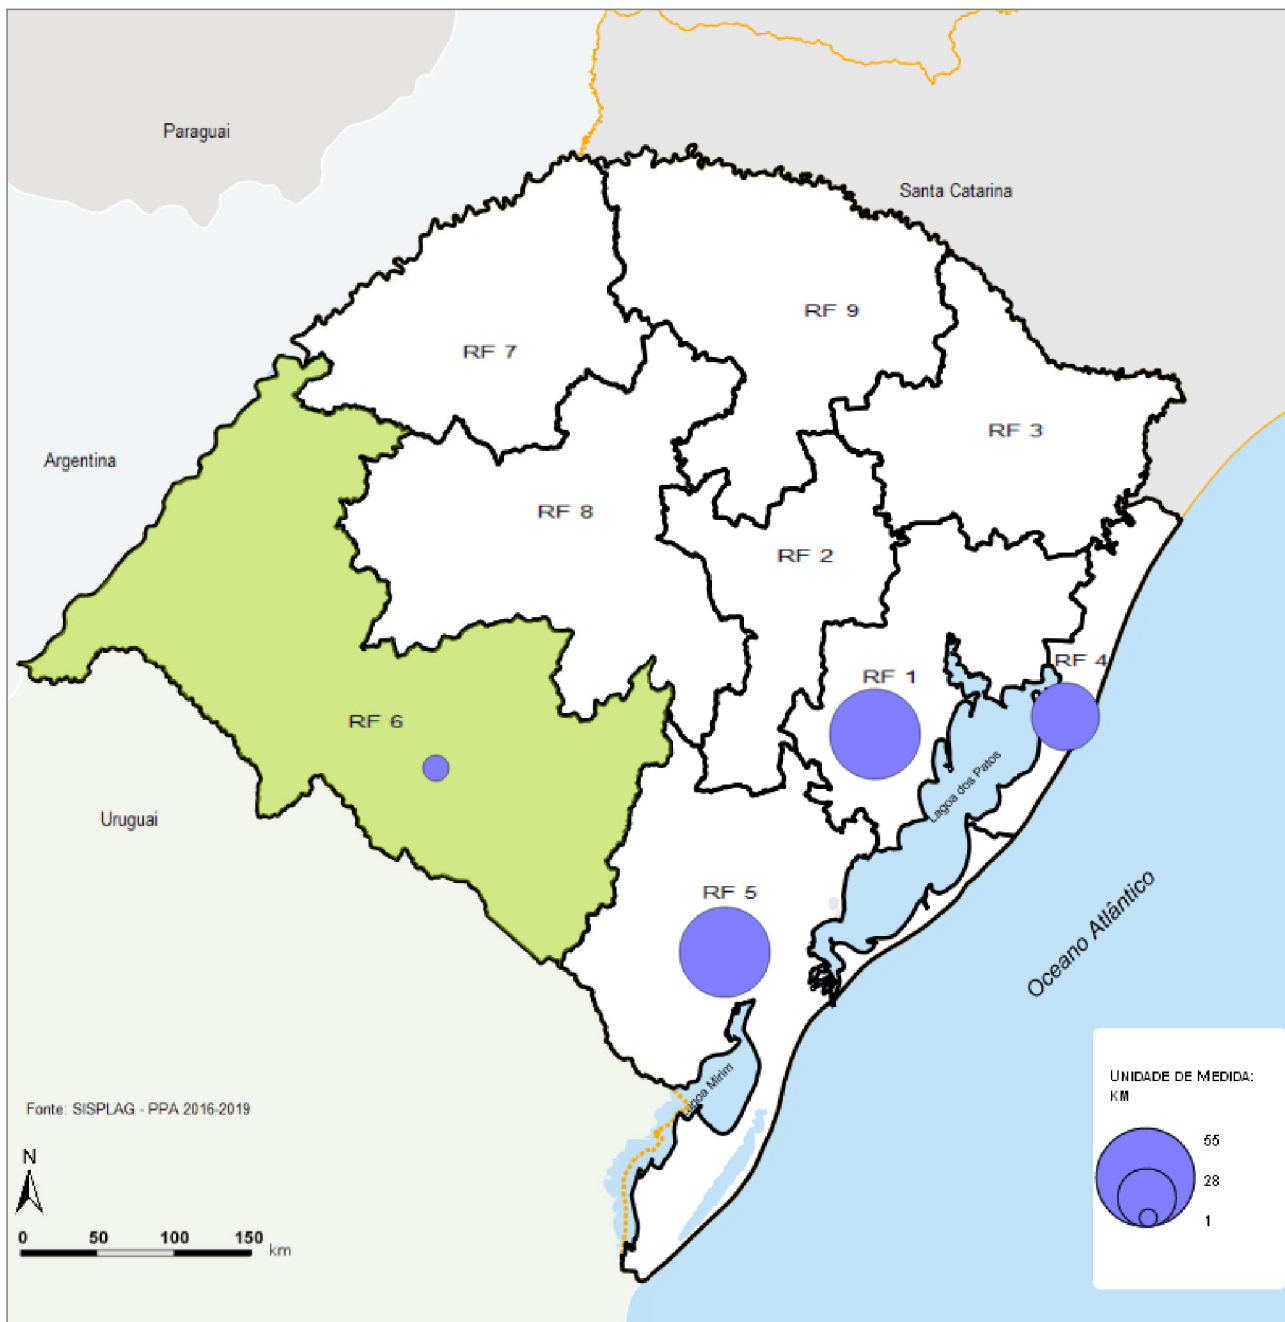 Paraguai
Santa Catarina
RF 9
RF 7
RF 3
Argentina
RF 8
RF 2
RF 4
RF 1
RF 6
Lagoa dos Patos
Uruguai
RF 5
Oceano Atlântico
Lagoa Mirim
UNIDADE DE MEDIDA:
KM
55
28
1
Fonte: SISPLAG - PPA 2016-2019
N
0 50 100 150 km